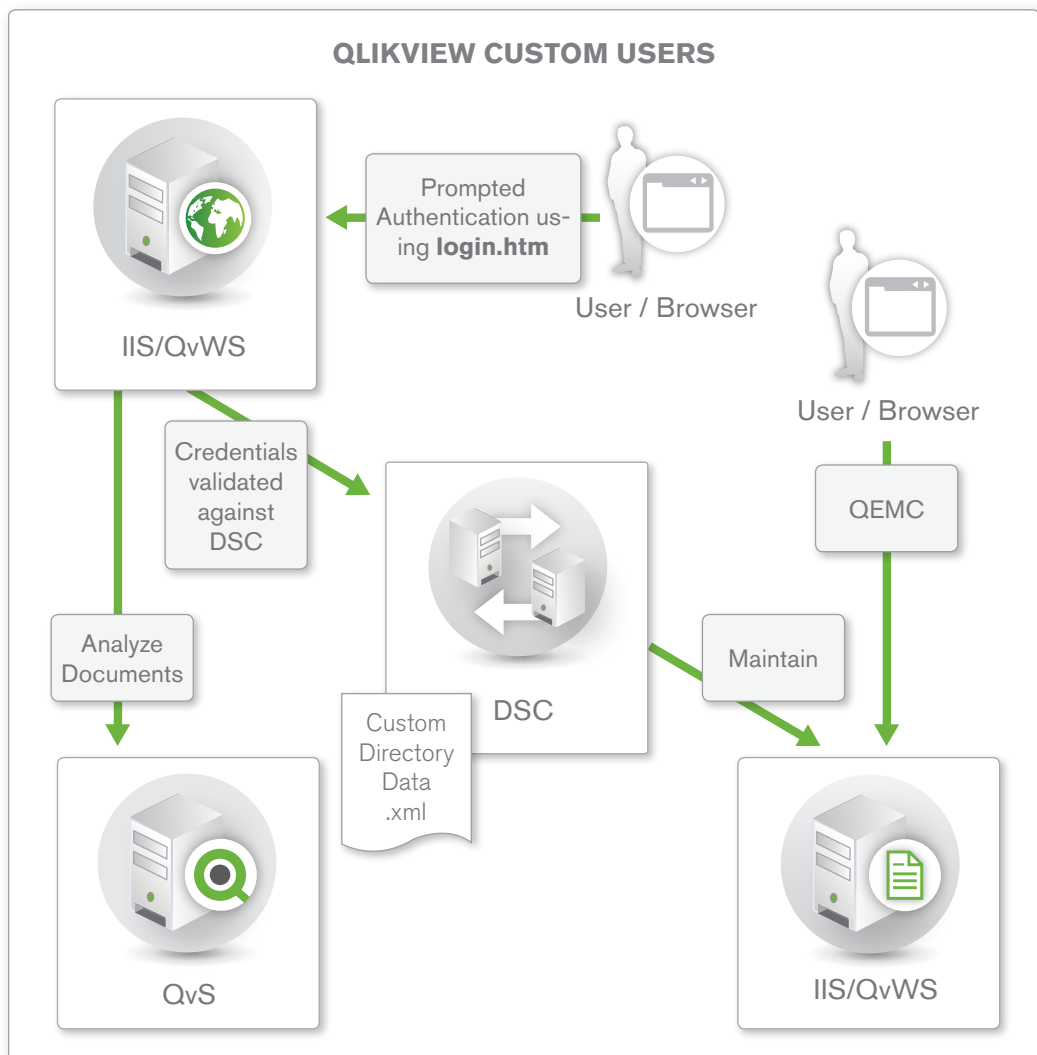 QLIKVIEW CUSTOM USERS
Prompted
Authentication us-
ing login.htm
User / Browser
IIS/QvWS
User / Browser
Credentials
validated
against
DSC
QEMC
Analyze
Documents
Maintain
DSC
Custom
Directory
Data
.xml
QvS
IIS/QvWS